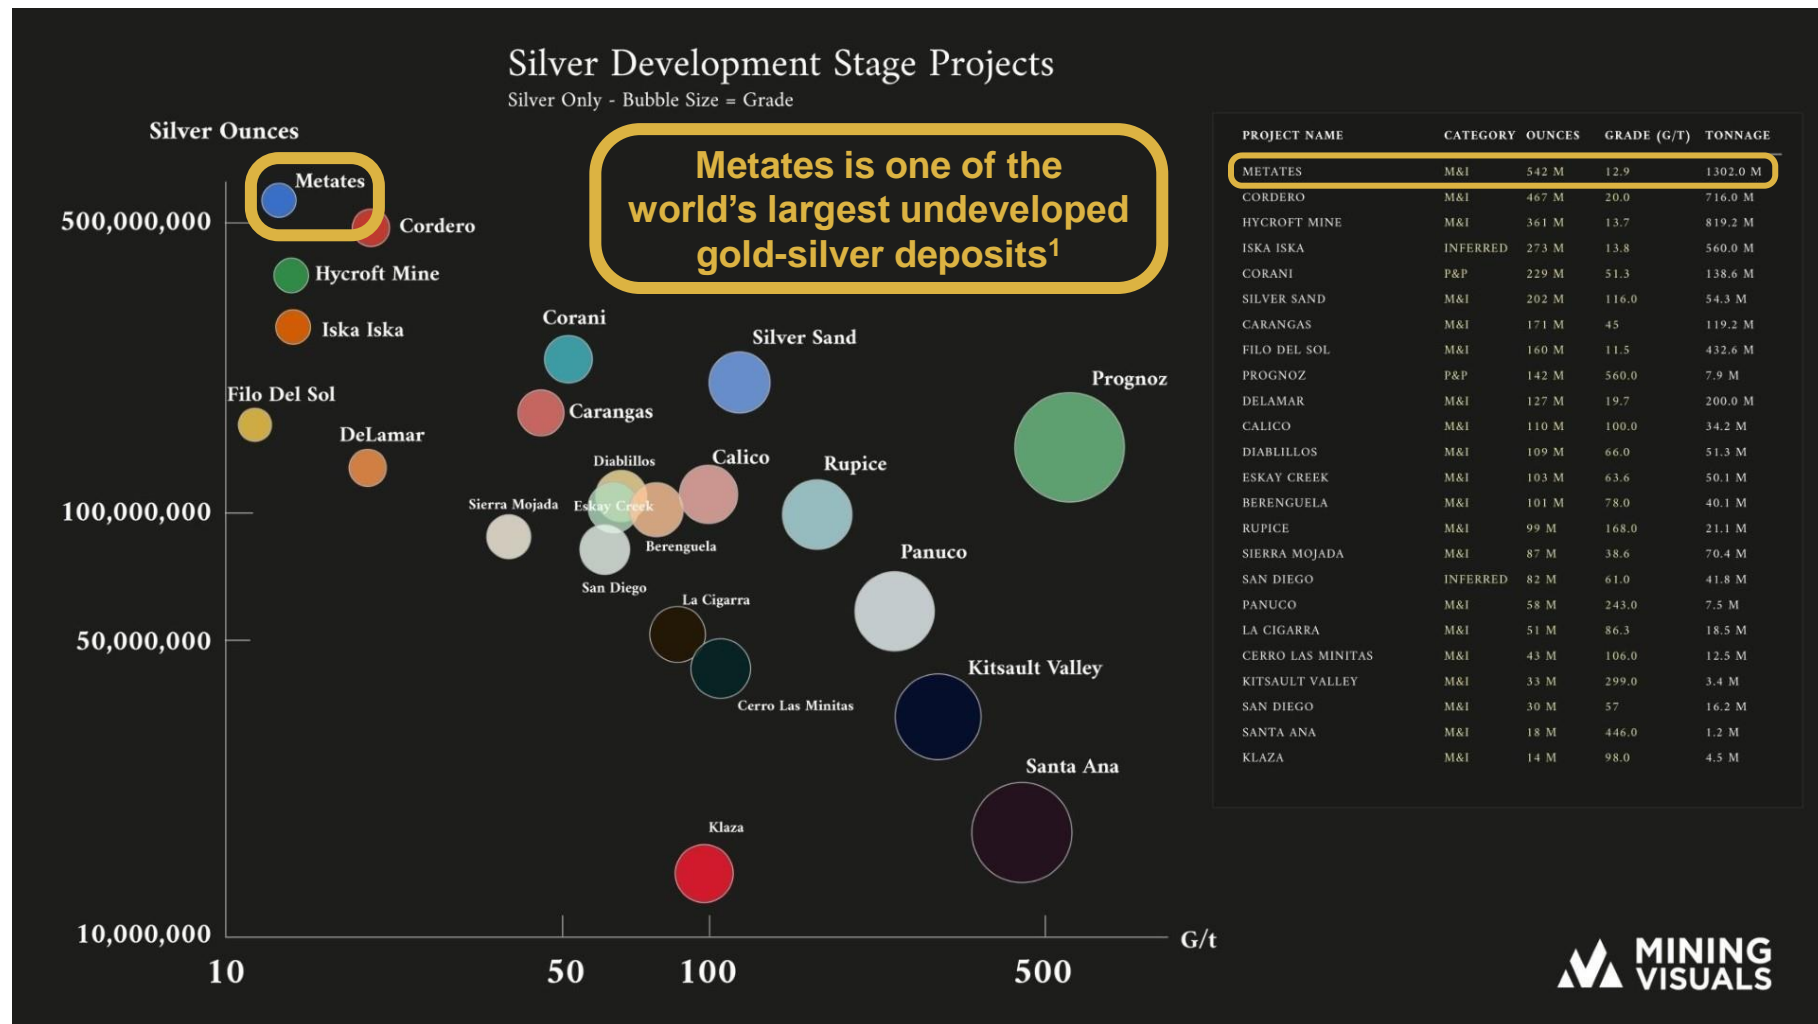 Silver Development Stage Projects
Silver Only - Bubble Size = Grade
Silver Ounces
Metates is one of the
world's largest undeveloped
gold-silver deposits1
500,000,000
100,000,000
50,000,000
10,000,000
10
50
100
500
G/t
Metates
Cordero
Hycroft Mine
Iska Iska
Corani
Silver Sand
Prognoz
Filo Del Sol
Carangas
DeLamar
Diablillos
Calico
Rupice
Sierra Mojada
Eskay Creek
Berenguela
Panuco
San Diego
La Cigarra
Kitsault Valley
Cerro Las Minitas
Santa Ana
Klaza
PROJECT NAME CATEGORY OUNCES GRADE (G/T) TONNAGE
METATES M&I 542 M 12.9 1302.0 M
CORDERO M&I 467 M 20.0 716.0 M
HYCROFT MINE M&I 361 M 13.7 819.2 M
ISKA ISKA INFERRED 273 M 13.8 560.0 M
CORANI P&P 229 M 51.3 138.6 M
SILVER SAND M&I 202 M 116.0 54.3 M
CARANGAS M&I 171 M 45 119.2 M
FILO DEL SOL M&I 160 M 11.5 432.6 M
PROGNOZ P&P 142 M 560.0 7.9 M
DELAMAR M&I 127 M 19.7 200.0 M
CALICO M&I 110 M 100.0 34.2 M
DIABLILLOS M&I 109 M 66.0 51.3 M
ESKAY CREEK M&I 103 M 63.6 50.1 M
BERENGUELA M&I 101 M 78.0 40.1 M
RUPICE M&I 99 M 168.0 21.1 M
SIERRA MOJADA M&I 87 M 38.6 70.4 M
SAN DIEGO INFERRED 82 M 61.0 41.8 M
PANUCO M&I 58 M 243.0 7.5 M
LA CIGARRA M&I 51 M 86.3 18.5 M
CERRO LAS MINITAS M&I 43 M 106.0 12.5 M
KITSAULT VALLEY M&I 33 M 299.0 3.4 M
SAN DIEGO M&I 30 M 57 16.2 M
SANTA ANA M&I 18 M 446.0 1.2 M
KLAZA M&I 14 M 98.0 4.5 M
MINING
VISUALS